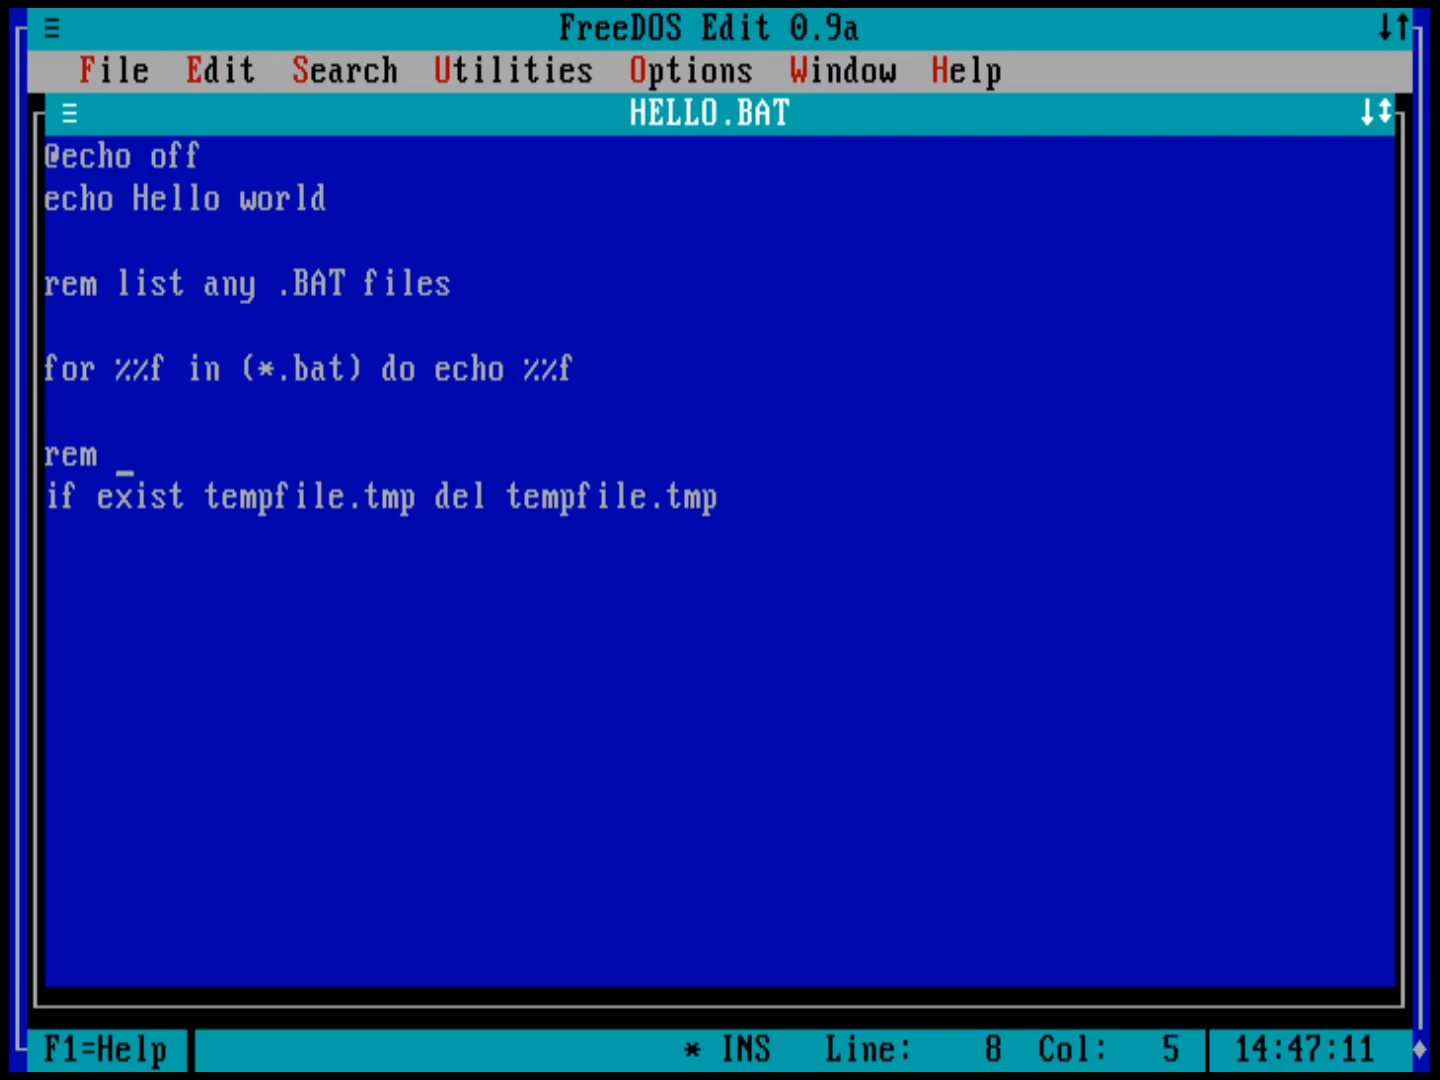 ≡ FreeDOS Edit 0.9a ↓↑
File Edit Search Utilities Options Window Help
≡ HELLO.BAT ↓↕
@echo off
echo Hello world
rem list any .BAT files
for %%f in (*.bat) do echo %%f
rem _
if exist tempfile.tmp del tempfile.tmp
F1=Help * INS Line: 8 Col: 5 14:47:11